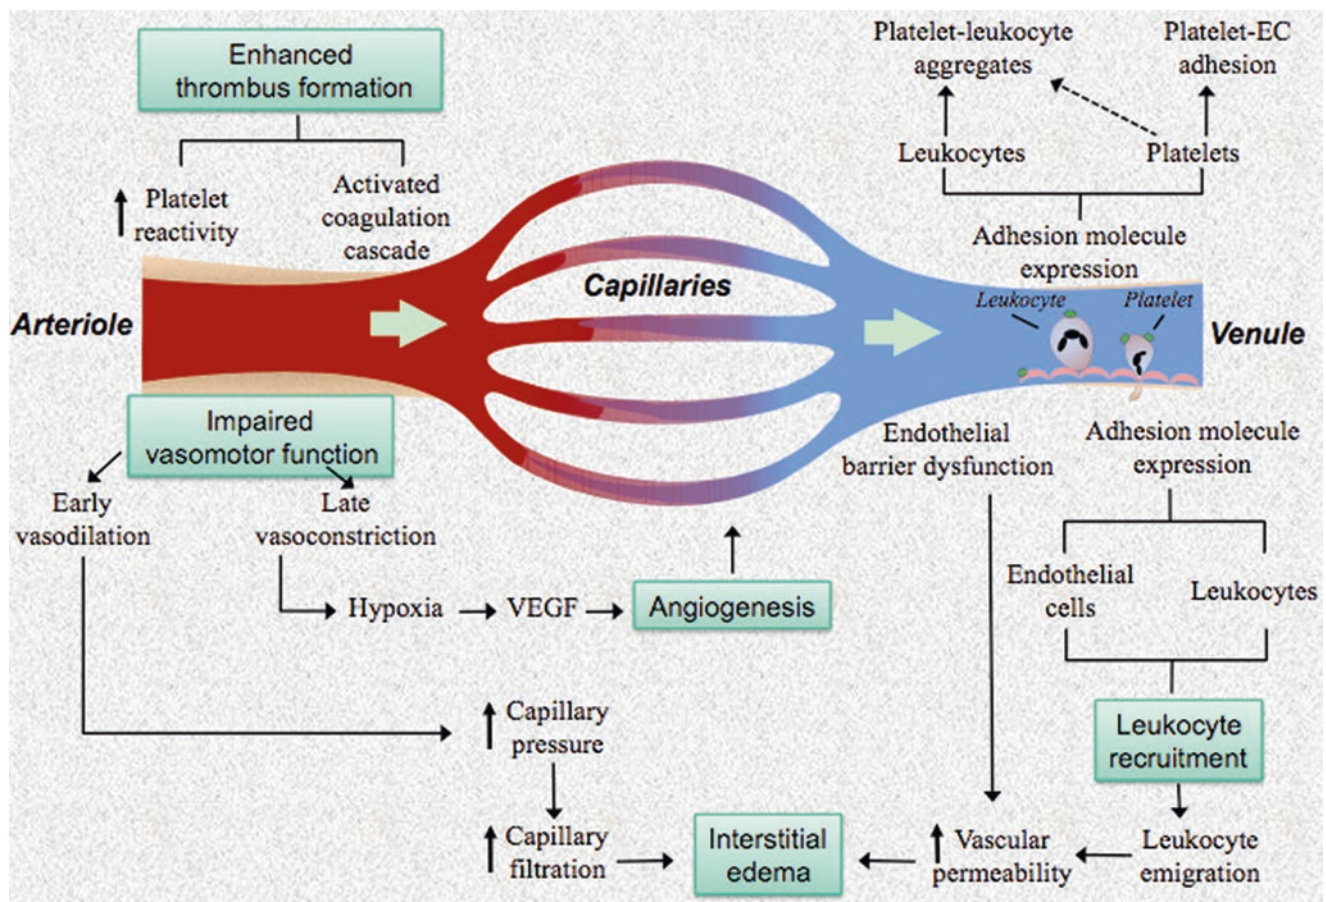 Enhanced
thrombus formation
Platelet
reactivity
Activated
coagulation
cascade
Platelet-leukocyte
aggregates
Platelet-EC
adhesion
Leukocytes
Platelets
Adhesion molecule
expression
Arteriole
Capillaries
Leukocyte
Platelet
Venule
Impaired
vasomotor function
Early
vasodilation
Late
vasoconstriction
Hypoxia
VEGF
Angiogenesis
Endothelial
barrier dysfunction
Adhesion molecule
expression
Endothelial
cells
Leukocytes
Leukocyte
recruitment
Capillary
pressure
Capillary
filtration
Interstitial
edema
Vascular
permeability
Leukocyte
emigration